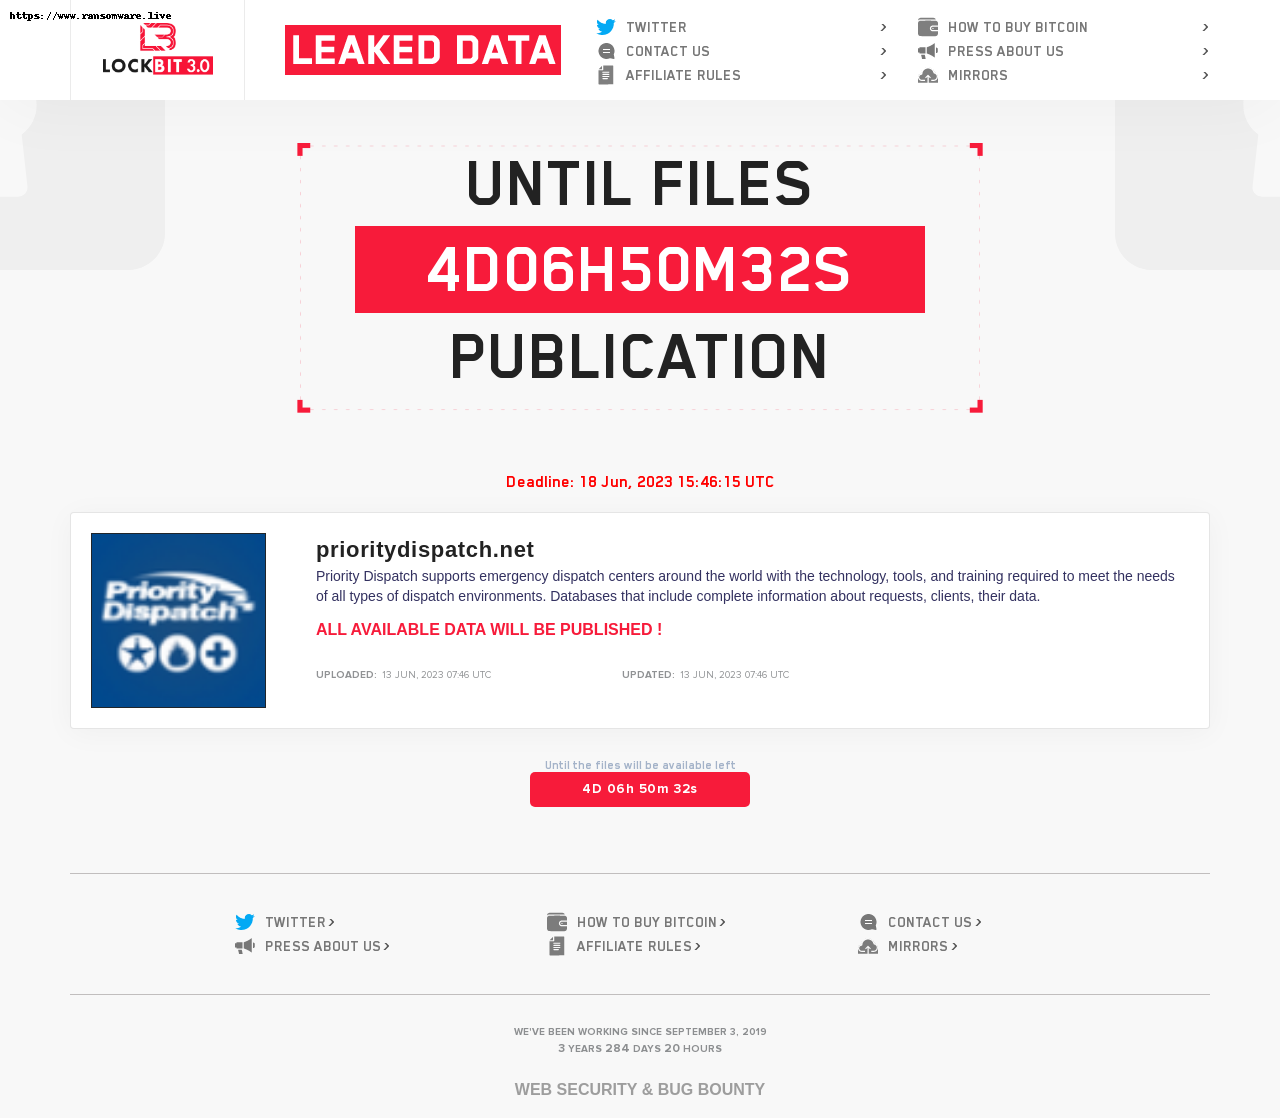 https://www.ransomware.live
LOCKBIT 3.0
LEAKED DATA
TWITTER
CONTACT US
AFFILIATE RULES
HOW TO BUY BITCOIN
PRESS ABOUT US
MIRRORS
UNTIL FILES
4D06H50M32S
PUBLICATION
Deadline: 18 Jun, 2023 15:46:15 UTC
Priority
Dispatch
prioritydispatch.net
Priority Dispatch supports emergency dispatch centers around the world with the technology, tools, and training required to meet the needs
of all types of dispatch environments. Databases that include complete information about requests, clients, their data.
ALL AVAILABLE DATA WILL BE PUBLISHED !
UPLOADED: 13 JUN, 2023 07:46 UTC
UPDATED: 13 JUN, 2023 07:46 UTC
Until the files will be available left
4D 06h 50m 32s
TWITTER
HOW TO BUY BITCOIN
CONTACT US
PRESS ABOUT US
AFFILIATE RULES
MIRRORS
WE'VE BEEN WORKING SINCE SEPTEMBER 3, 2019
3 YEARS 284 DAYS 20 HOURS
WEB SECURITY & BUG BOUNTY